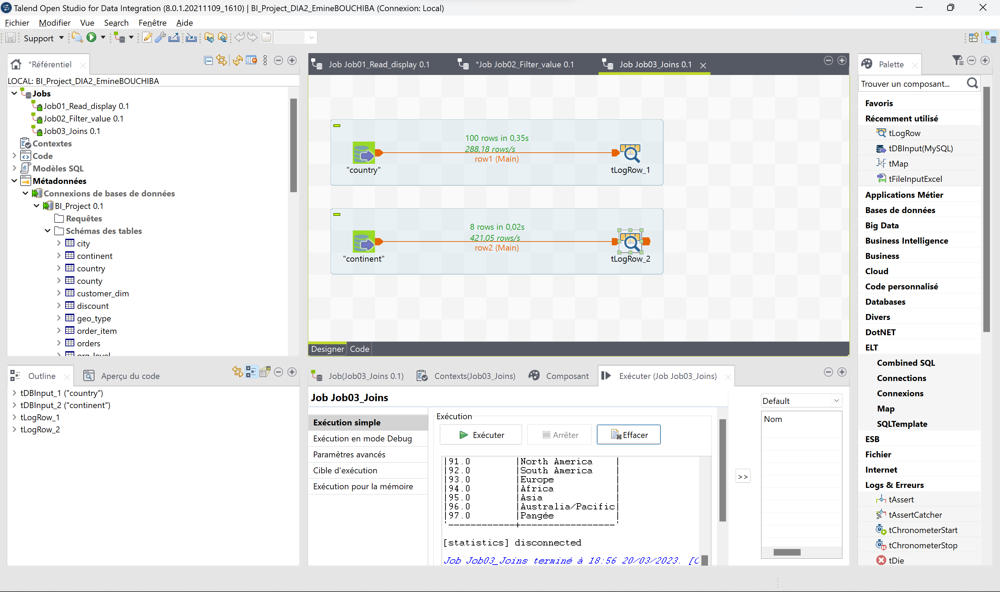 Talend Open Studio for Data Integration (8.0.1.20211109_1610) | BI_Project_DIA2_EmineBOUCHIBA (Connexion: Local)
Fichier Modifier Vue Search Fenêtre Aide
Support
*Référentiel
LOCAL: BI_Project_DIA2_EmineBOUCHIBA
Jobs
Job01_Read_display 0.1
Job02_Filter_value 0.1
Job03_Joins 0.1
Contextes
Code
Modèles SQL
Métadonnées
Connexions de bases de données
BI_Project 0.1
Requêtes
Schémas des tables
city
continent
country
county
customer_dim
discount
geo_type
order_item
orders
org_level
Job Job01_Read_display 0.1
*Job Job02_Filter_value 0.1
Job Job03_Joins 0.1
100 rows in 0,35s
288,18 rows/s
row1 (Main)
"country"
tLogRow_1
8 rows in 0,02s
421,05 rows/s
row2 (Main)
"continent"
tLogRow_2
Designer Code
Palette
Trouver un composant...
Favoris
Récemment utilisé
tLogRow
tDBInput(MySQL)
tMap
tFileInputExcel
Applications Métier
Bases de données
Big Data
Business Intelligence
Business
Cloud
Code personnalisé
Databases
Divers
DotNET
ELT
Combined SQL
Connections
Connexions
Map
SQLTemplate
ESB
Fichier
Internet
Logs & Erreurs
tAssert
tAssertCatcher
tChronometerStart
tChronometerStop
tDie
Outline
Aperçu du code
tDBInput_1 ("country")
tDBInput_2 ("continent")
tLogRow_1
tLogRow_2
Job(Job03_Joins 0.1)
Contexts(Job03_Joins)
Composant
Exécuter (Job Job03_Joins)
Job Job03_Joins
Exécution simple
Exécution en mode Debug
Paramètres avancés
Cible d'exécution
Exécution pour la mémoire
Exécution
Exécuter
Arrêter
Effacer
|91.0 |North America |
|92.0 |South America |
|93.0 |Europe |
|94.0 |Africa |
|95.0 |Asia |
|96.0 |Australia/Pacific|
|97.0 |Pangée |
'------------+-----------------'
[statistics] disconnected
Job Job03_Joins terminé à 18:56 20/03/2023. [C
>>
Default
Nom